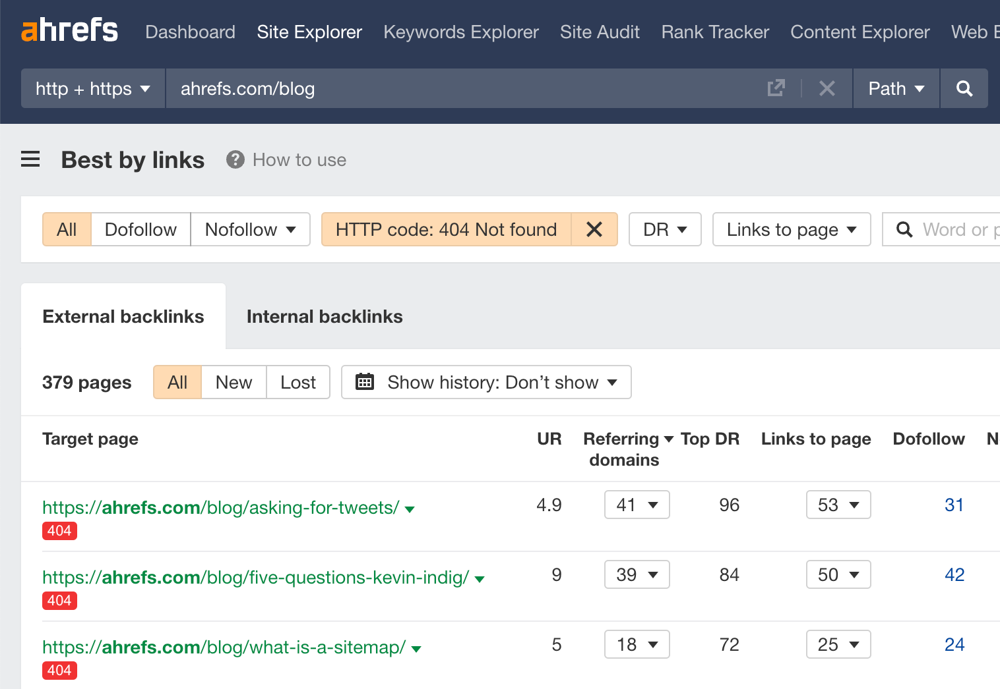 ahrefs Dashboard Site Explorer Keywords Explorer Site Audit Rank Tracker Content Explorer Web
http + https ahrefs.com/blog Path
Best by links ? How to use
All Dofollow Nofollow HTTP code: 404 Not found DR Links to page Word or
External backlinks Internal backlinks
379 pages All New Lost Show history: Don’t show
Target page UR Referring domains Top DR Links to page Dofollow
https://ahrefs.com/blog/asking-for-tweets/ 4.9 41 96 53 31
404
https://ahrefs.com/blog/five-questions-kevin-indig/ 9 39 84 50 42
404
https://ahrefs.com/blog/what-is-a-sitemap/ 5 18 72 25 24
404